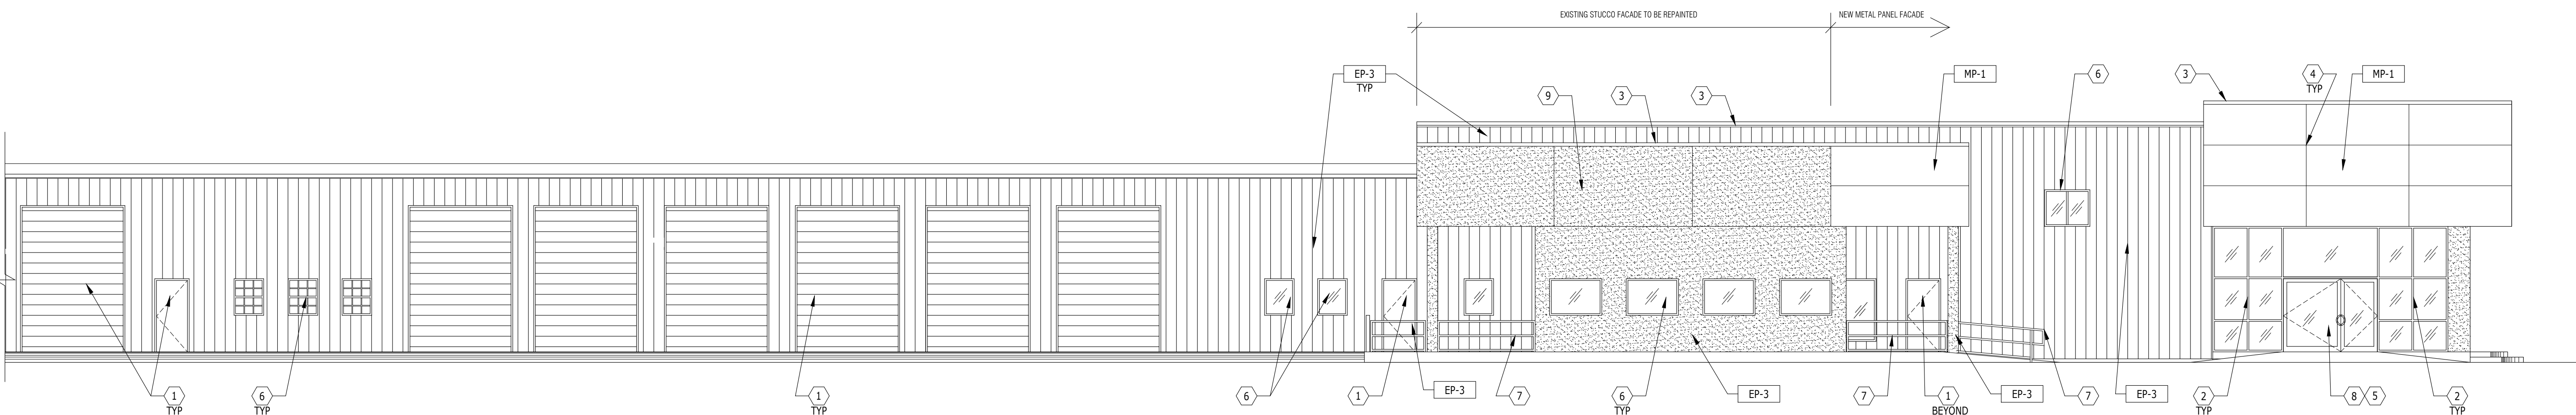 EXISTING STUCCO FACADE TO BE REPAINTED
NEW METAL PANEL FACADE
EP-3
TYP
9
3
3
MP-1
6
3
4
TYP
MP-1
1
TYP
6
TYP
1
TYP
6
1
EP-3
7
6
TYP
EP-3
7
1
BEYOND
EP-3
7
EP-3
2
TYP
8
5
2
TYP